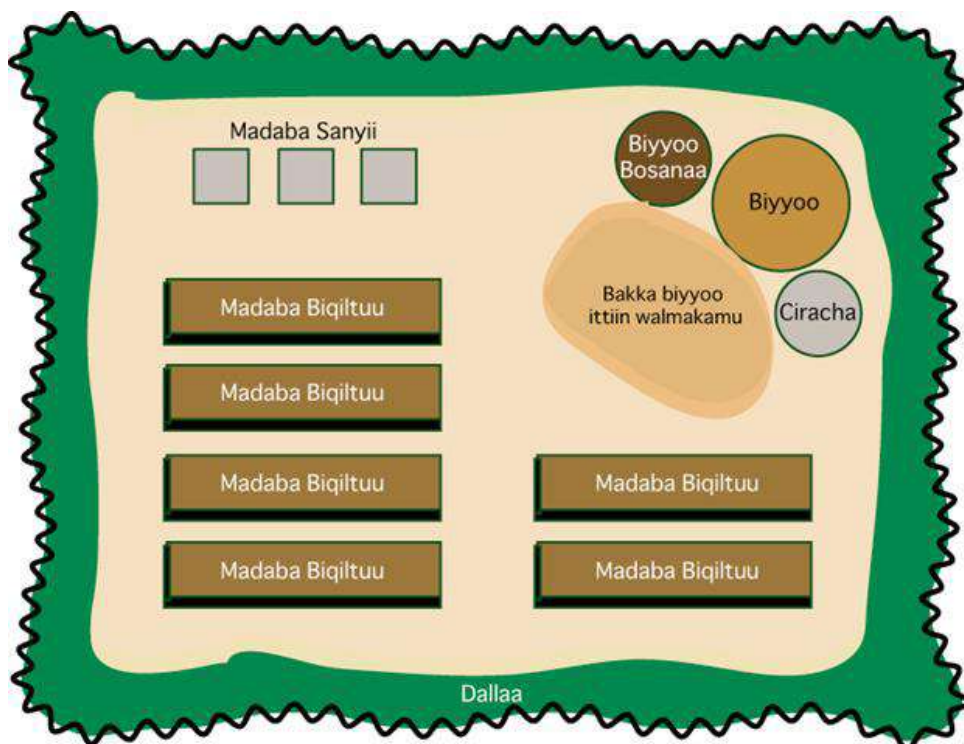 Madaba Sanyii
Biyyoo
Bosanaa
Biyyoo
Bakka biyyoo
ittiin walmakamu
Ciracha
Madaba Biqiltuu
Madaba Biqiltuu
Madaba Biqiltuu
Madaba Biqiltuu
Madaba Biqiltuu
Madaba Biqiltuu
Dallaa